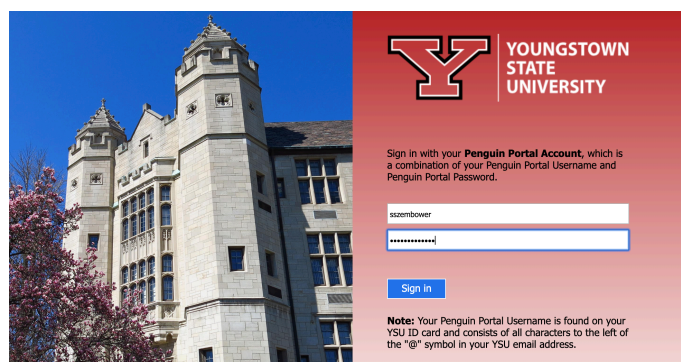 Y
YOUNGSTOWN
STATE
UNIVERSITY
Sign in with your Penguin Portal Account, which is
a combination of your Penguin Portal Username and
Penguin Portal Password.
sszembower
•••••••••••••
Sign in
Note: Your Penguin Portal Username is found on your
YSU ID card and consists of all characters to the left of
the "@" symbol in your YSU email address.